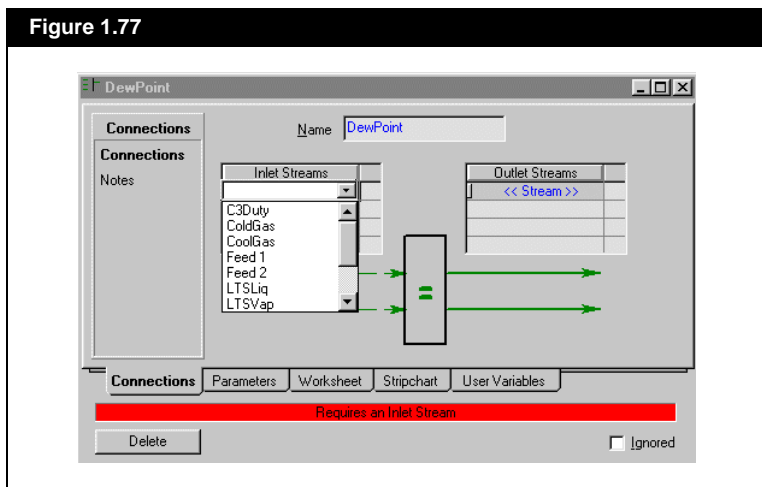 Figure 1.77
DewPoint
Connections
Connections
Notes
Name DewPoint
Inlet Streams
C3Duty
ColdGas
CoolGas
Feed 1
Feed 2
LTSLiq
LTSVap
Outlet Streams
<< Stream >>
=
Connections Parameters Worksheet Stripchart User Variables
Requires an Inlet Stream
Delete
Ignored